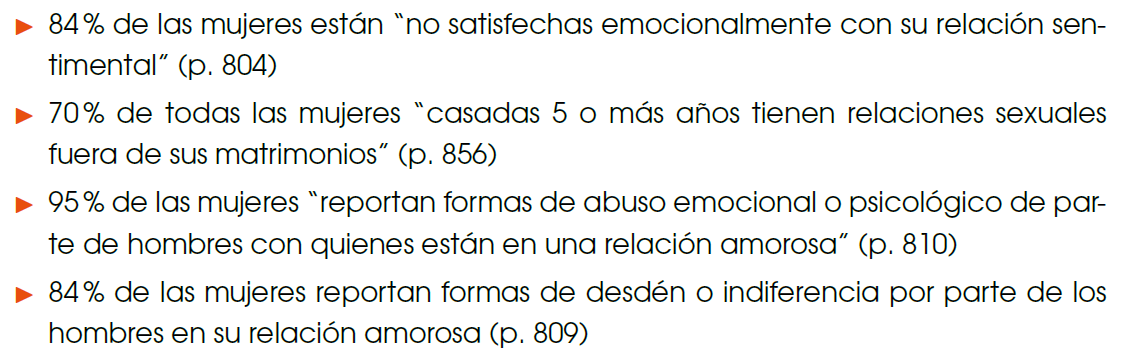 ► 84 % de las mujeres están “no satisfechas emocionalmente con su relación sen-
timental” (p. 804)
► 70 % de todas las mujeres “casadas 5 o más años tienen relaciones sexuales
fuera de sus matrimonios” (p. 856)
► 95 % de las mujeres “reportan formas de abuso emocional o psicológico de par-
te de hombres con quienes están en una relación amorosa” (p. 810)
► 84 % de las mujeres reportan formas de desdén o indiferencia por parte de los
hombres en su relación amorosa (p. 809)